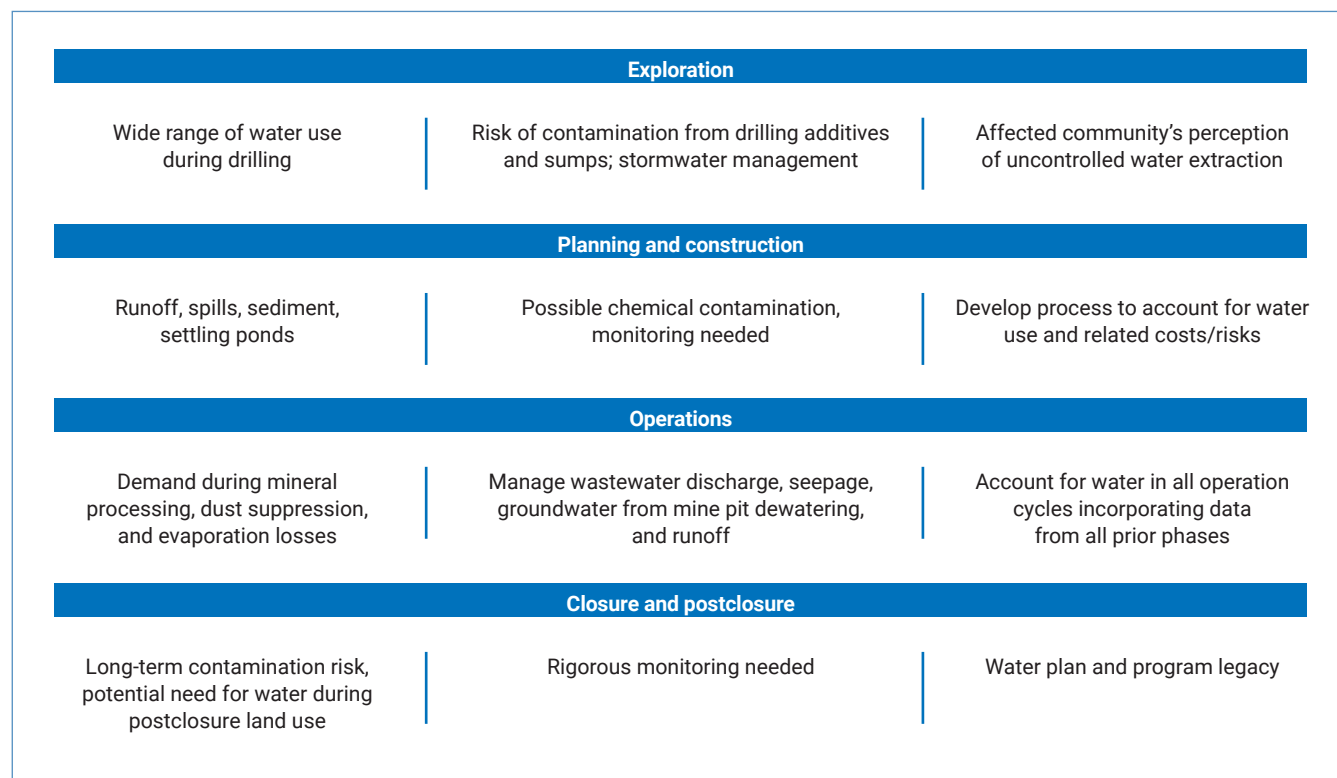 Exploration
Wide range of water use
during drilling
Risk of contamination from drilling additives
and sumps; stormwater management
Affected community’s perception
of uncontrolled water extraction
Planning and construction
Runoff, spills, sediment,
settling ponds
Possible chemical contamination,
monitoring needed
Develop process to account for water
use and related costs/risks
Operations
Demand during mineral
processing, dust suppression,
and evaporation losses
Manage wastewater discharge, seepage,
groundwater from mine pit dewatering,
and runoff
Account for water in all operation
cycles incorporating data
from all prior phases
Closure and postclosure
Long-term contamination risk,
potential need for water during
postclosure land use
Rigorous monitoring needed
Water plan and program legacy